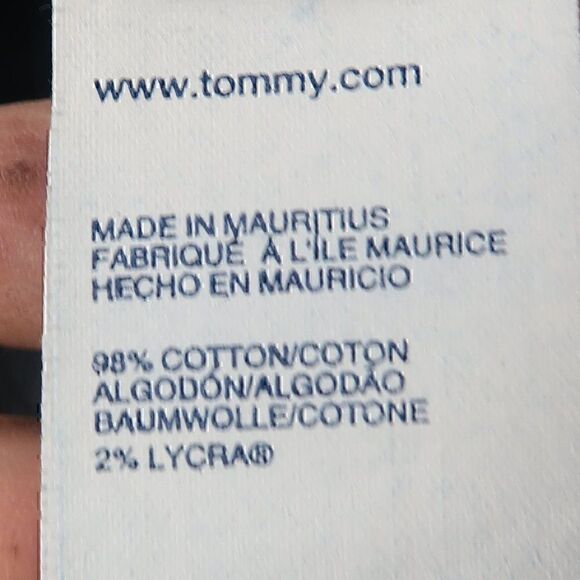 www.tommy.com
MADE IN MAURITIUS
FABRIQUÉ À L'ÎLE MAURICE
HECHO EN MAURICIO
98% COTTON/COTON
ALGODÓN/ALGODÃO
BAUMWOLLE/COTONE
2% LYCRA®